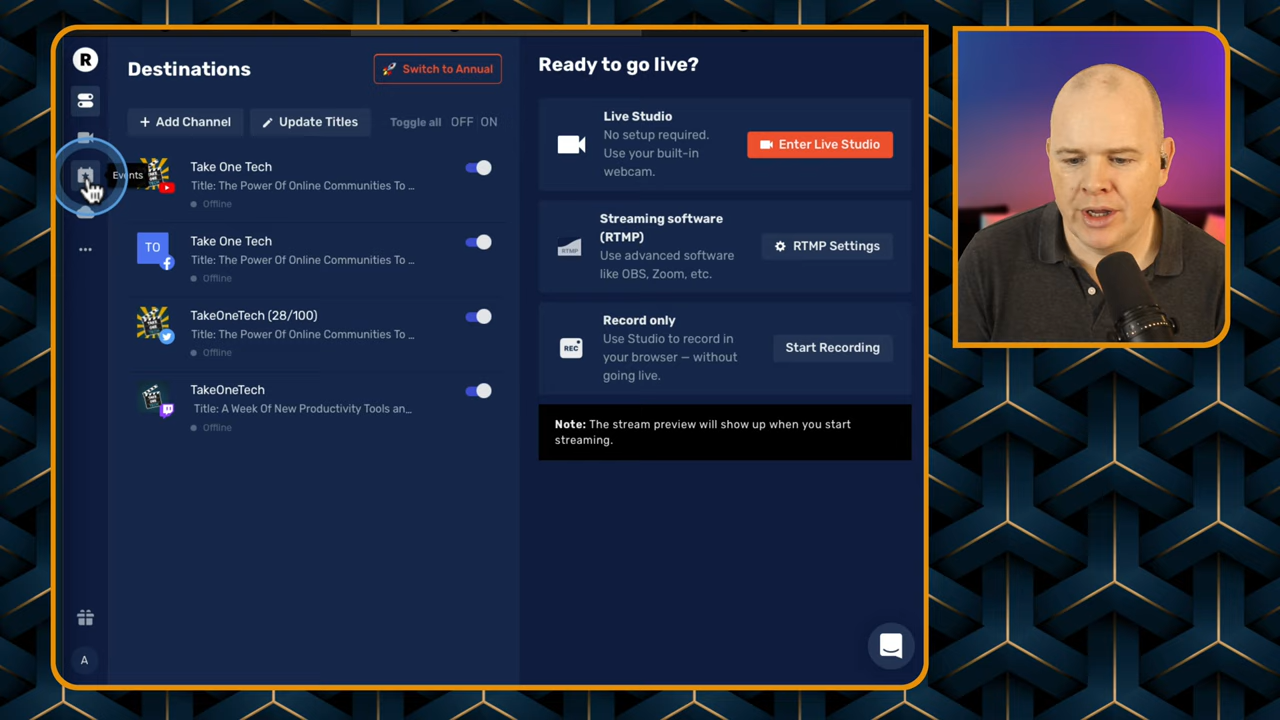 R
Destinations
Switch to Annual
+ Add Channel
Update Titles
Toggle all OFF ON
Events
Take One Tech
Title: The Power Of Online Communities To ...
Offline
TO
Take One Tech
Title: The Power Of Online Communities To ...
Offline
TakeOneTech (28/100)
Title: The Power Of Online Communities To ...
Offline
TakeOneTech
Title: A Week Of New Productivity Tools an...
Offline
A
Ready to go live?
Live Studio
No setup required.
Use your built-in
webcam.
Enter Live Studio
RTMP
Streaming software
(RTMP)
Use advanced software
like OBS, Zoom, etc.
RTMP Settings
REC
Record only
Use Studio to record in
your browser — without
going live.
Start Recording
Note: The stream preview will show up when you start
streaming.